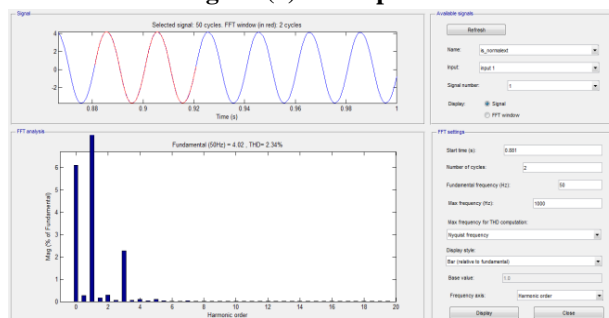 Signal
Selected signal: 50 cycles. FFT window (in red): 2 cycles
4
2
0
-2
0.88
0.9
0.92
0.94
0.96
0.98
1
Time (s)
FFT analysis
Fundamental (50Hz) = 4.02 , THD= 2.34%
Mag (% of Fundamental)
7
6
5
4
3
2
1
0
0
2
4
6
8
10
12
14
16
18
20
Harmonic order
Available signals
Refresh
Name:
Input:
input 1
Signal number:
1
Display:
Signal
FFT window
FFT settings
Start time (s):
0.881
Number of cycles:
2
Fundamental frequency (Hz):
50
Max frequency (Hz):
1000
Max frequency for THD computation:
Nyquist frequency
Display style:
Bar (relative to fundamental)
Base value:
1.0
Frequency axis:
Harmonic order
Display
Close